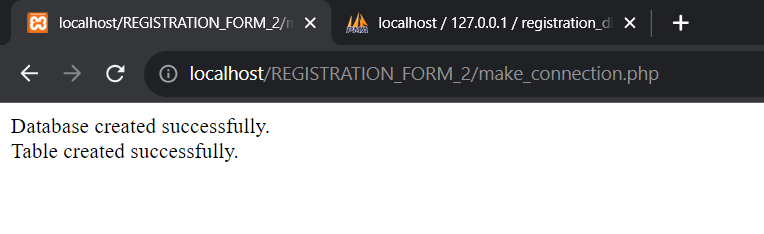 localhost/REGISTRATION_FORM_2/m
localhost / 127.0.0.1 / registration_d
localhost/REGISTRATION_FORM_2/make_connection.php
Database created successfully.
Table created successfully.